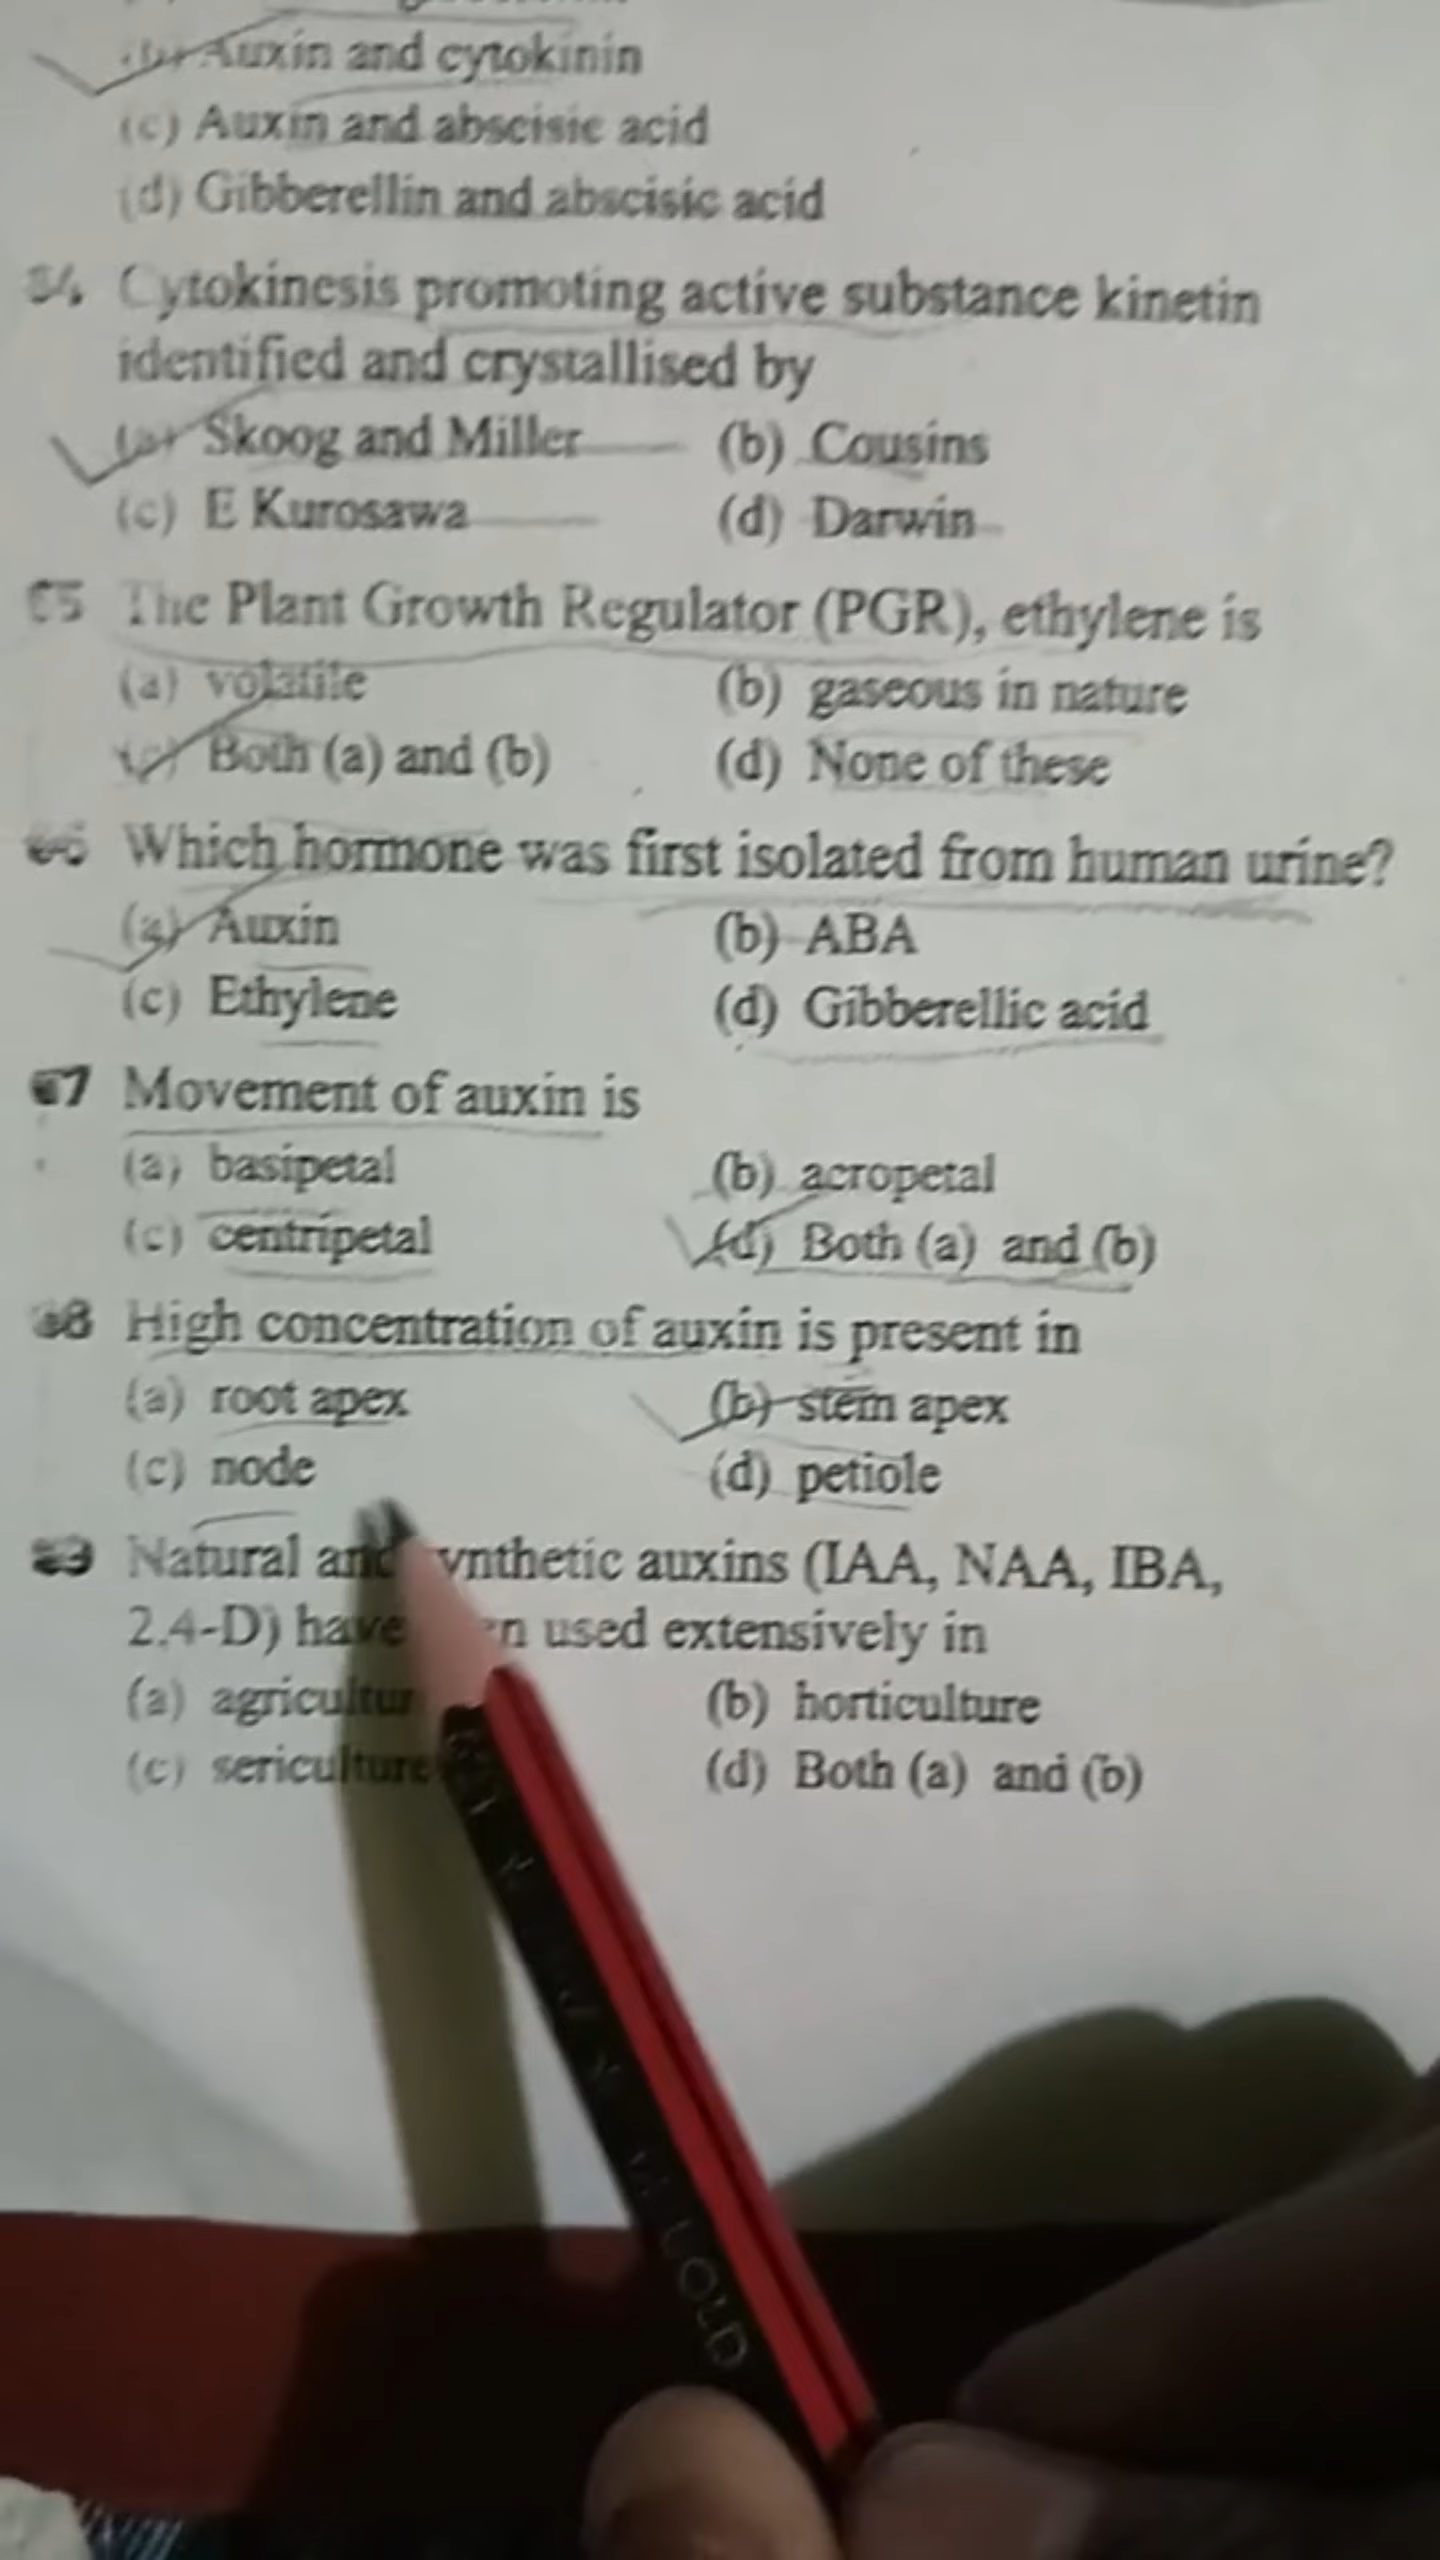 (b) Auxin and cytokinin
(c) Auxin and abscisic acid
(d) Gibberellin and abscisic acid
Cytokinesis promoting active substance kinetin
identified and crystallised by
(a) Skoog and Miller (b) Cousins
(c) E Kurosawa (d) Darwin
The Plant Growth Regulator (PGR), ethylene is
(a) volatile (b) gaseous in nature
(c) Both (a) and (b) (d) None of these
Which hormone was first isolated from human urine?
(a) Auxin (b) ABA
(c) Ethylene (d) Gibberellic acid
Movement of auxin is
(a) basipetal (b) acropetal
(c) centripetal (d) Both (a) and (b)
High concentration of auxin is present in
(a) root apex (b) stem apex
(c) node (d) petiole
Natural auxins (IAA, NAA, IBA,
2,4-D) have used extensively in
(a) (b) horticulture
(c) sericulture (d) Both (a) and (b)
GOLD